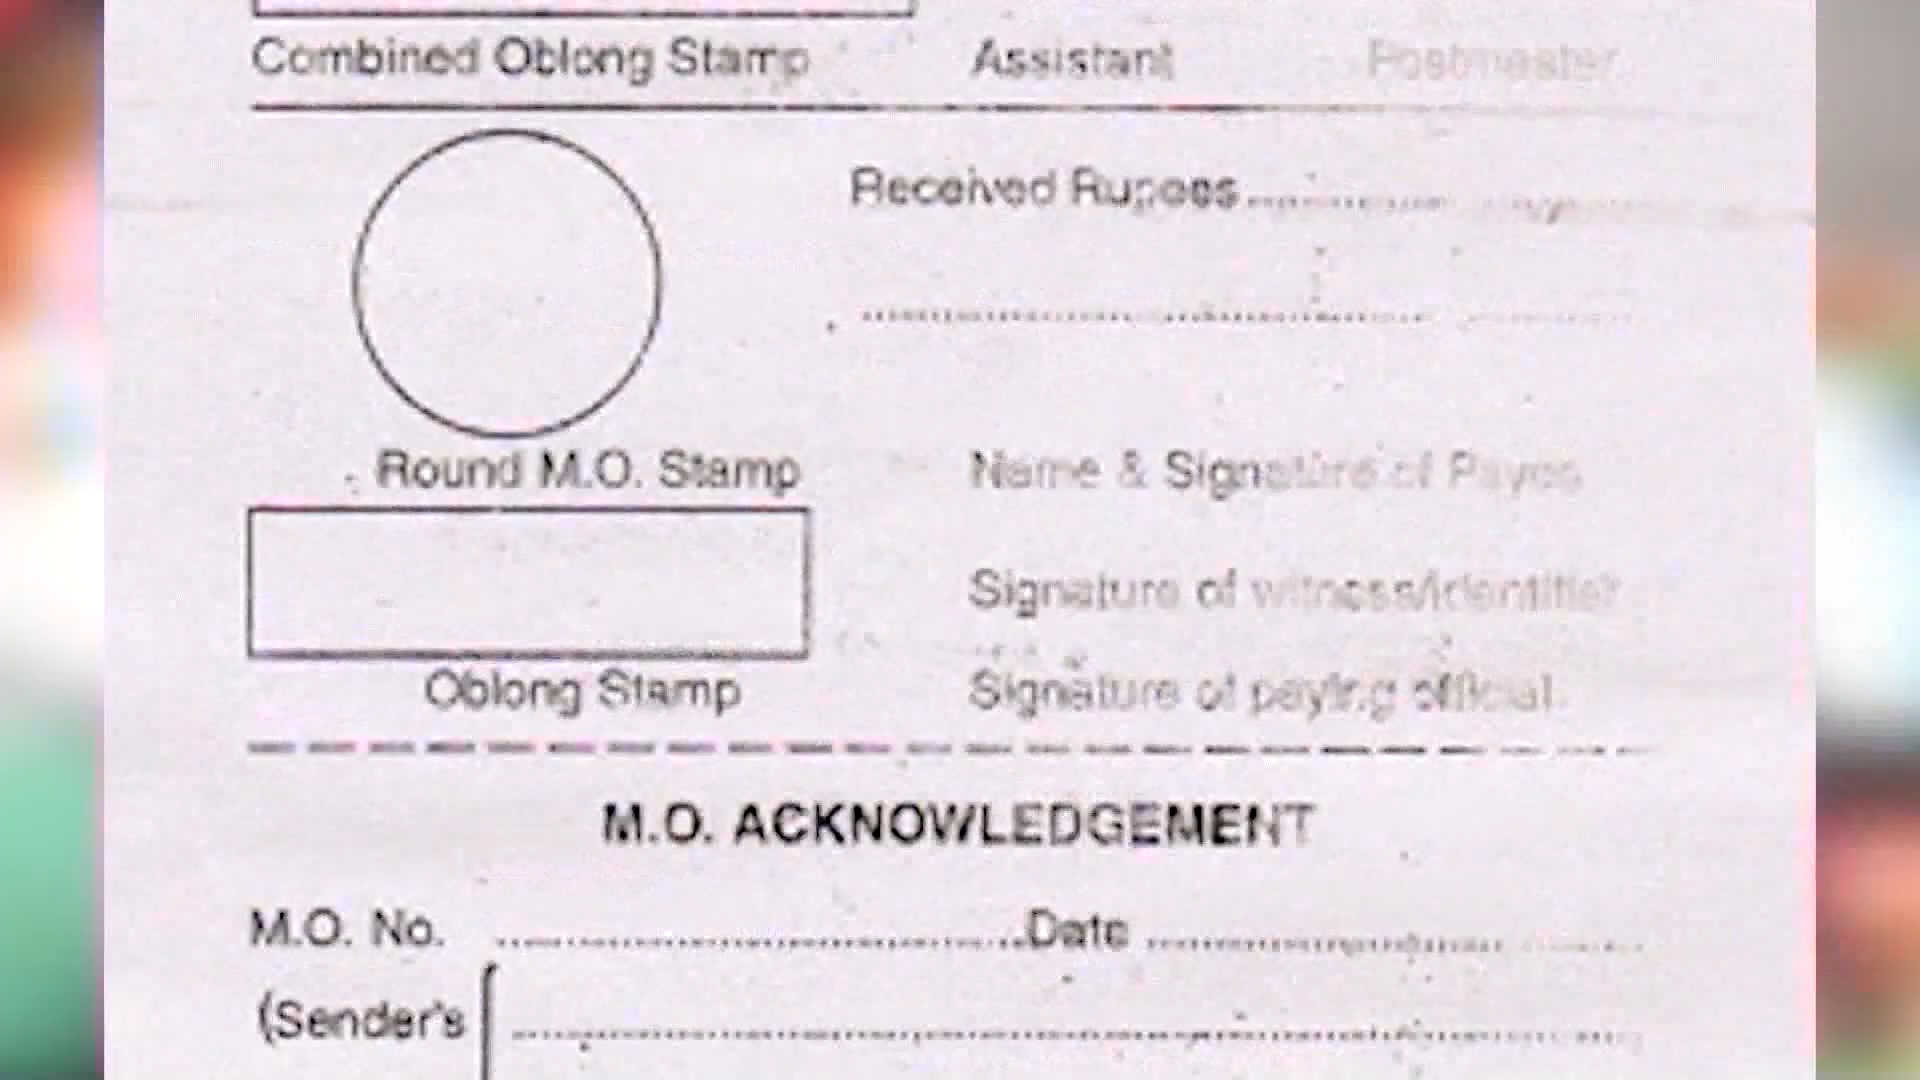 Combined Oblong Stamp Assistant Postmaster
Received Rupees
Round M.O. Stamp Name & Signature of Payee
Signature of witness/identifier
Oblong Stamp Signature of paying official
M.O. ACKNOWLEDGEMENT
M.O. No. Date
(Sender's